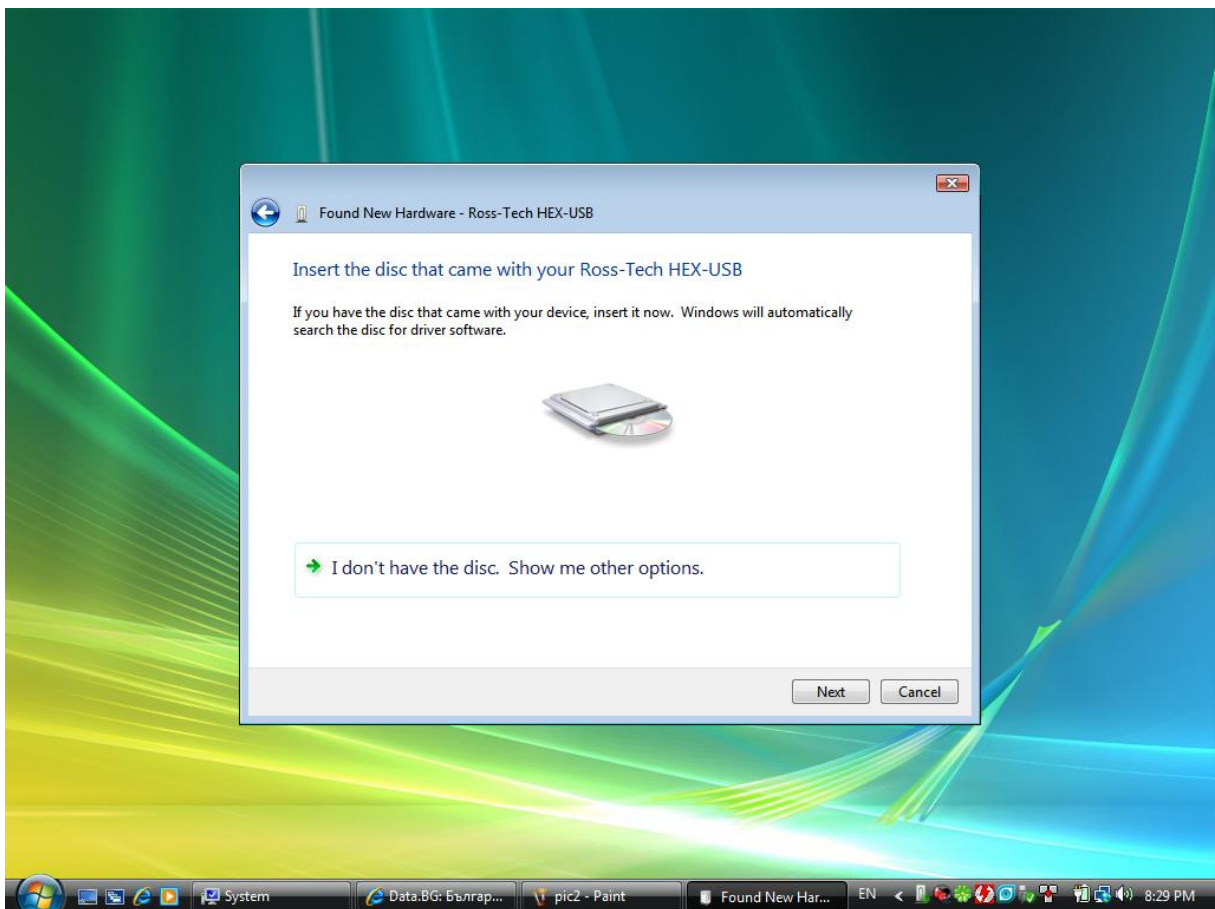 Found New Hardware - Ross-Tech HEX-USB
Insert the disc that came with your Ross-Tech HEX-USB
If you have the disc that came with your device, insert it now.  Windows will automatically
search the disc for driver software.
I don't have the disc.  Show me other options.
Next
Cancel
System
Data.BG: Българ...
pic2 - Paint
Found New Har...
EN
8:29 PM